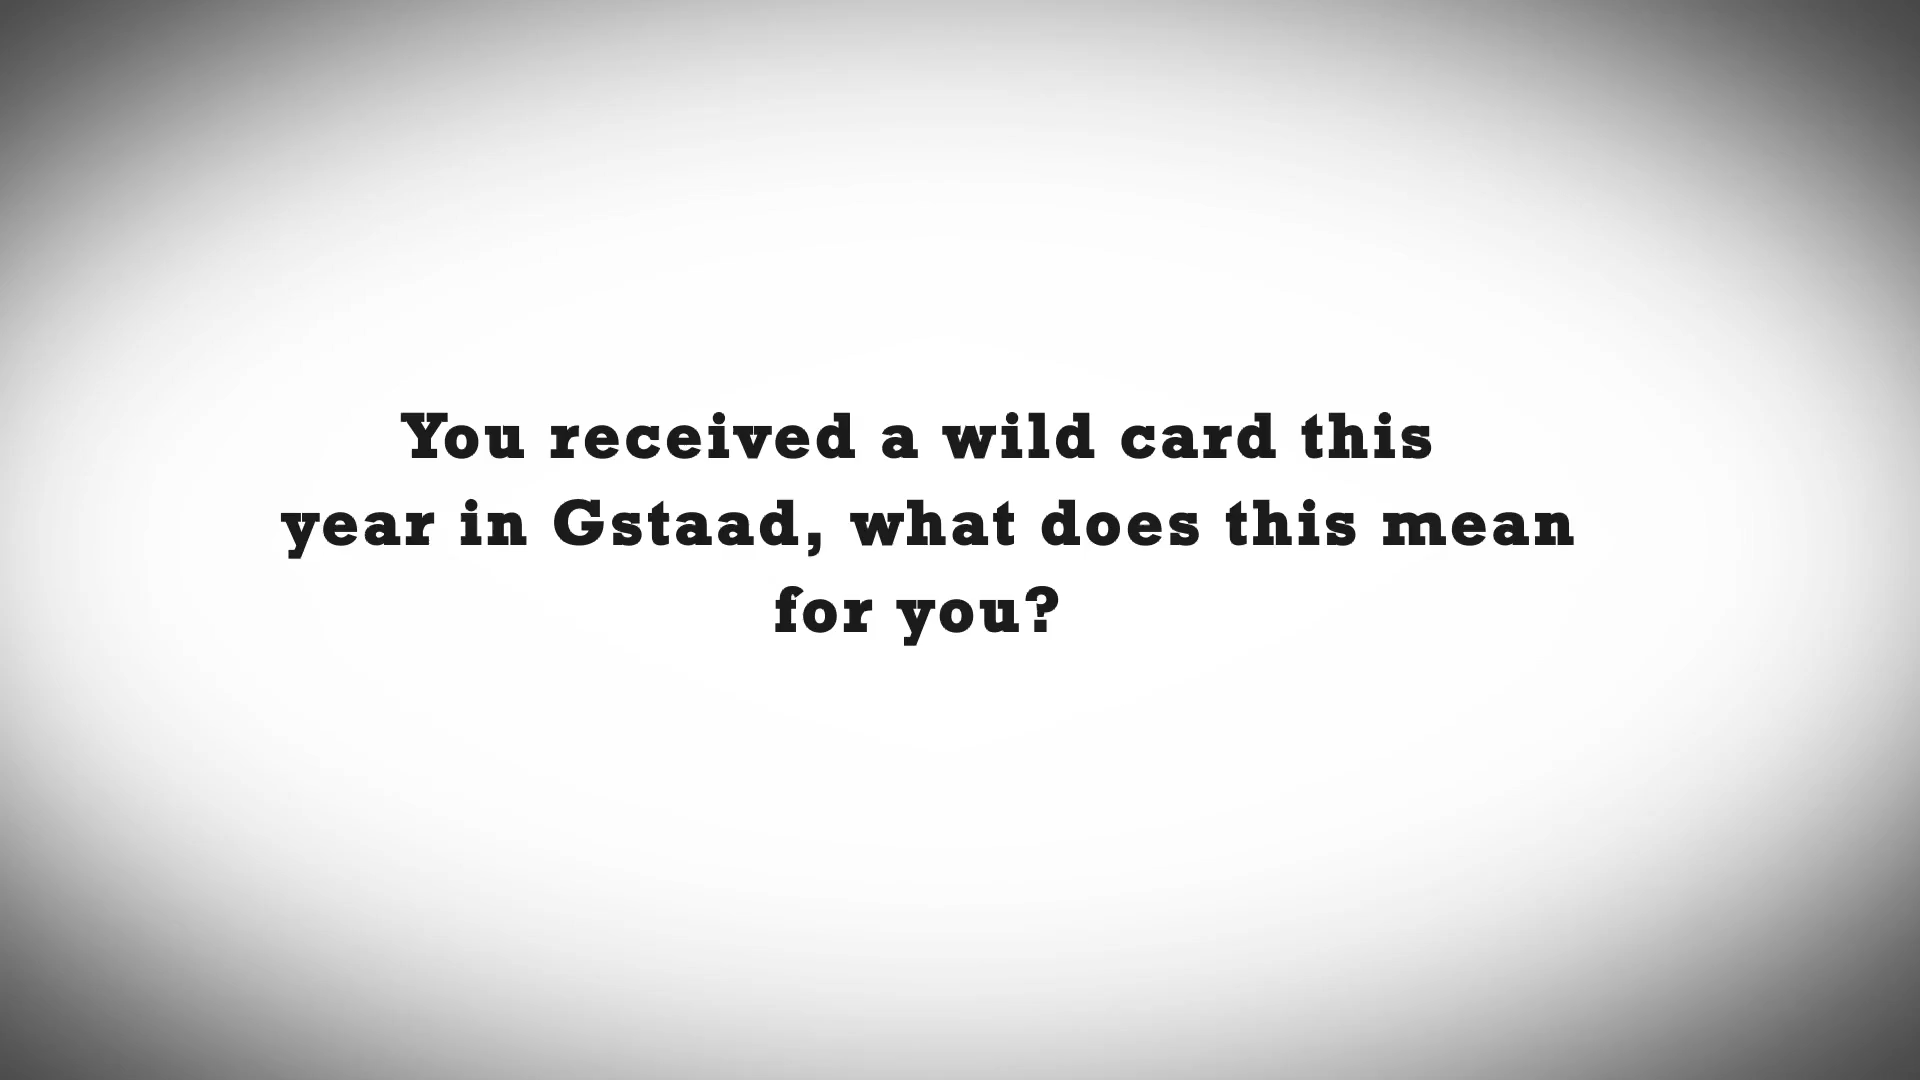 You received a wild card this
year in Gstaad, what does this mean
for you?